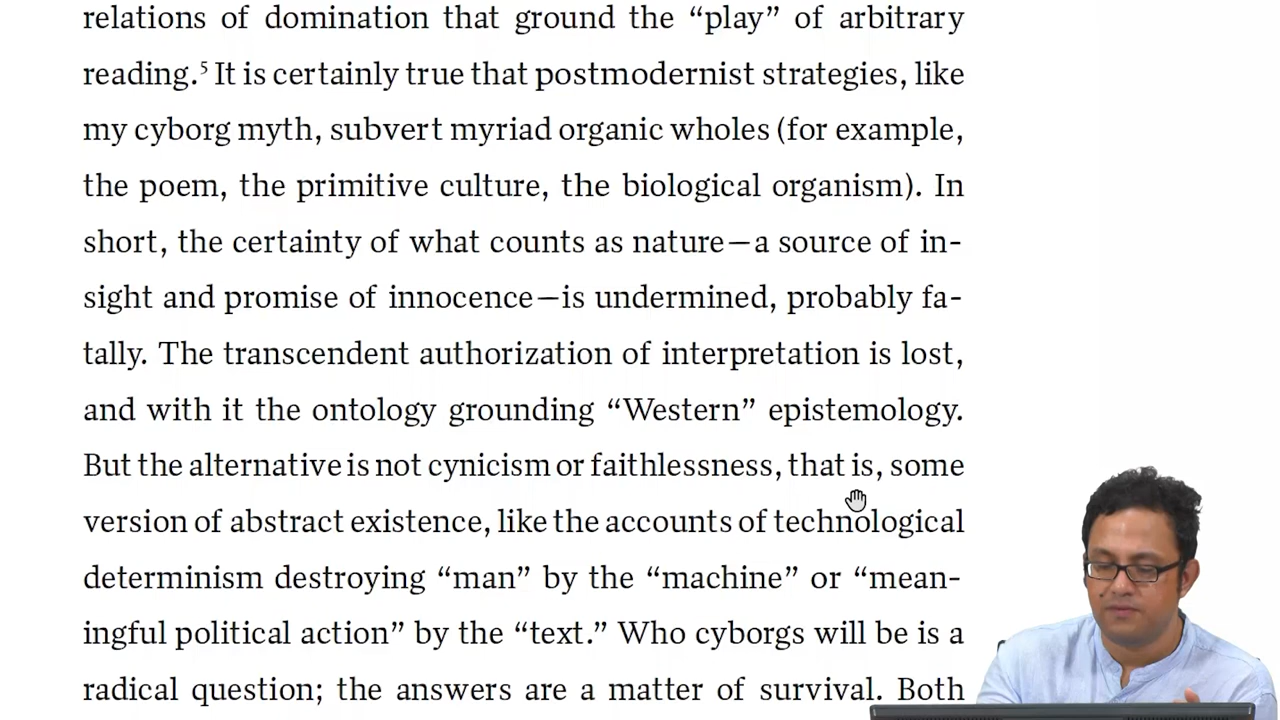 relations of domination that ground the “play” of arbitrary
reading.⁵ It is certainly true that postmodernist strategies, like
my cyborg myth, subvert myriad organic wholes (for example,
the poem, the primitive culture, the biological organism). In
short, the certainty of what counts as nature—a source of in-
sight and promise of innocence—is undermined, probably fa-
tally. The transcendent authorization of interpretation is lost,
and with it the ontology grounding “Western” epistemology.
But the alternative is not cynicism or faithlessness, that is, some
version of abstract existence, like the accounts of technological
determinism destroying “man” by the “machine” or “mean-
ingful political action” by the “text.” Who cyborgs will be is a
radical question; the answers are a matter of survival. Both